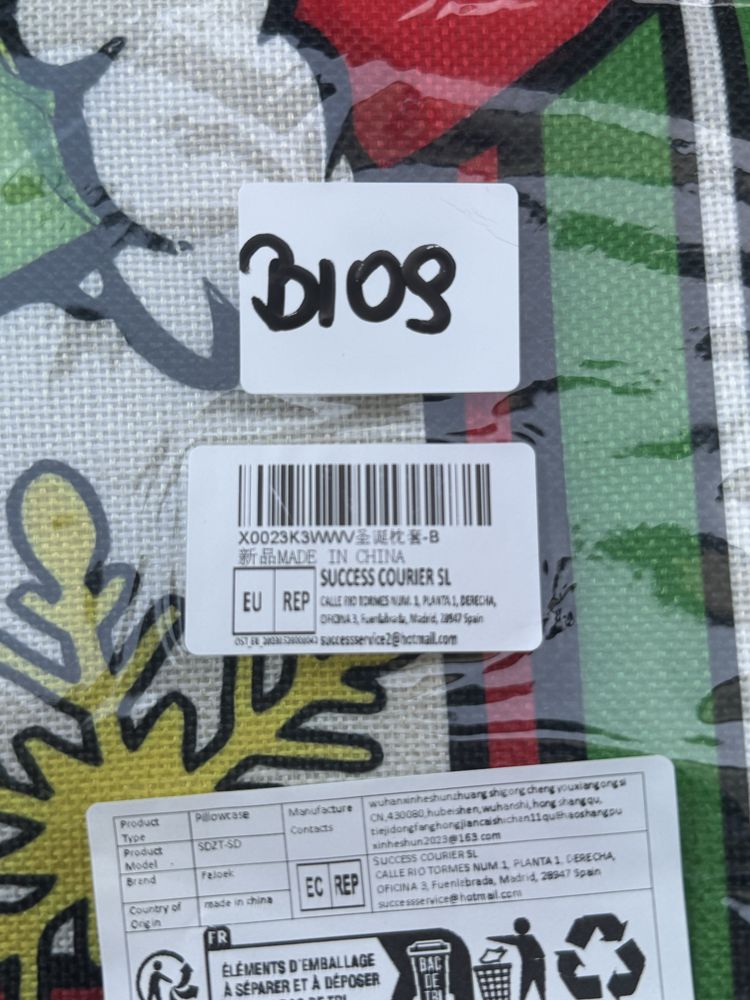 B109
X0023K3WWV圣诞枕套-B
新品MADE IN CHINA
EU REP
SUCCESS COURIER SL
CALLE RIO TORMES NUM. 1, PLANTA 1, DERECHA,
OFICINA 3, Fuenlabrada, Madrid, 28947 Spain
successservice2@hotmail.com
Product Type
Pillowcase
Product Model
SDZT-SD
Brand
Country of Origin
made in china
Manufacture Contacts
CN,430080,hubeishen,wuhanshi,hongshangqu,
xinheshun2023@163.com
EC REP
SUCCESS COURIER SL
CALLE RIO TORMES NUM.1, PLANTA 1, DERECHA,
OFICINA 3, Fuenlabrada, Madrid, 28947 Spain
successservice@hotmail.com
FR
ÉLÉMENTS D'EMBALLAGE
À SÉPARER ET À DÉPOSER
BAC
DE
TRI